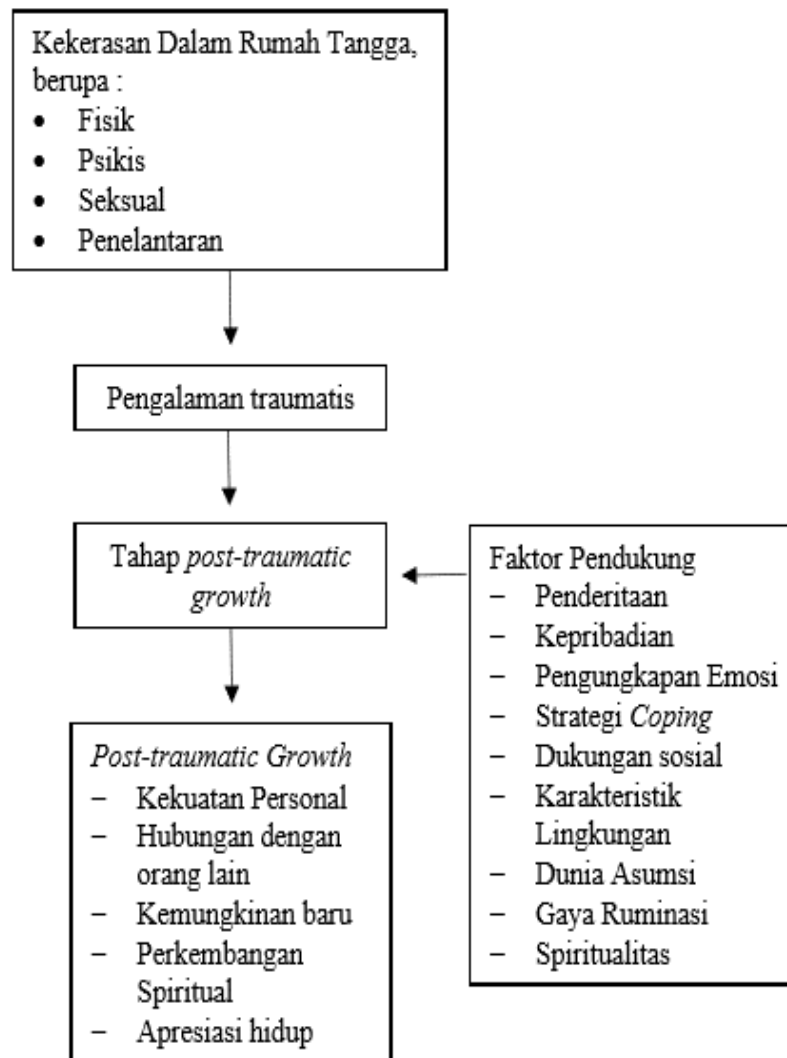 Kekerasan Dalam Rumah Tangga,
berupa :
• Fisik
• Psikis
• Seksual
• Penelantaran
Pengalaman traumatis
Tahap post-traumatic
growth
Faktor Pendukung
– Penderitaan
– Kepribadian
– Pengungkapan Emosi
– Strategi Coping
– Dukungan sosial
– Karakteristik
Lingkungan
– Dunia Asumsi
– Gaya Ruminasi
– Spiritualitas
Post-traumatic Growth
– Kekuatan Personal
– Hubungan dengan
orang lain
– Kemungkinan baru
– Perkembangan
Spiritual
– Apresiasi hidup